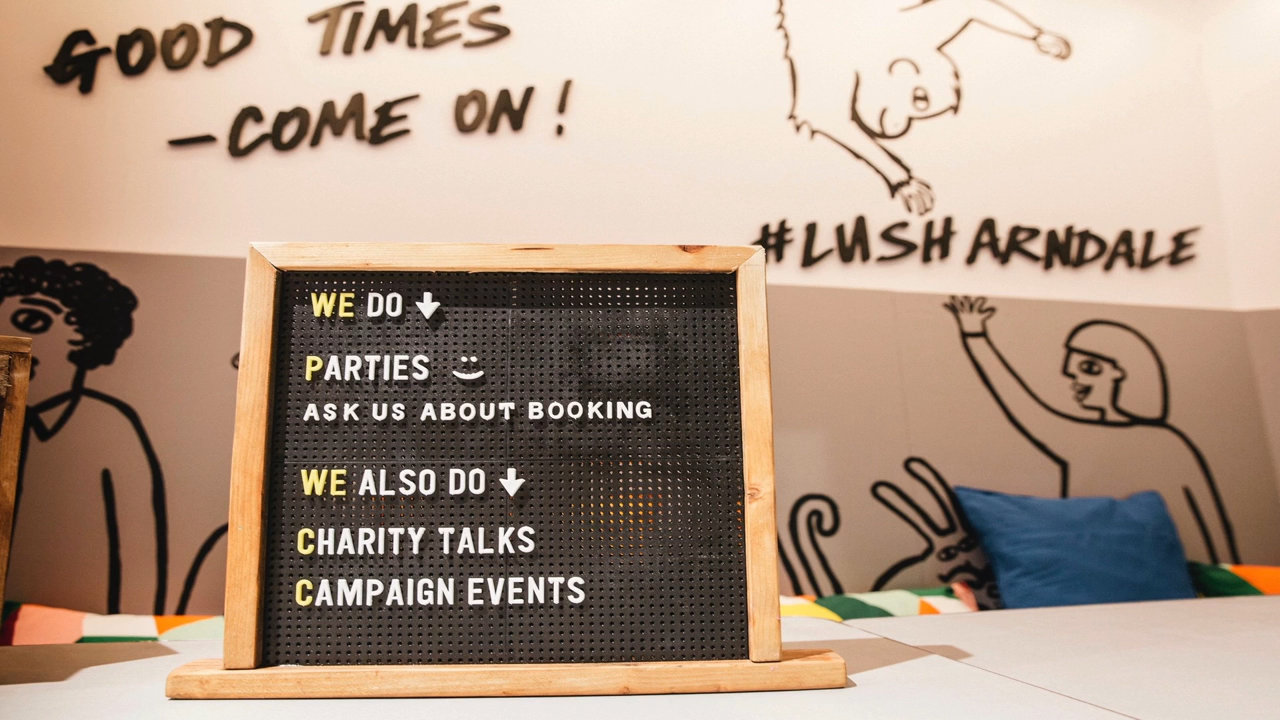 GOOD TIMES
—COME ON!
#LUSH ARNDALE
WE DO ↓
PARTIES
ASK US ABOUT BOOKING
WE ALSO DO ↓
CHARITY TALKS
CAMPAIGN EVENTS